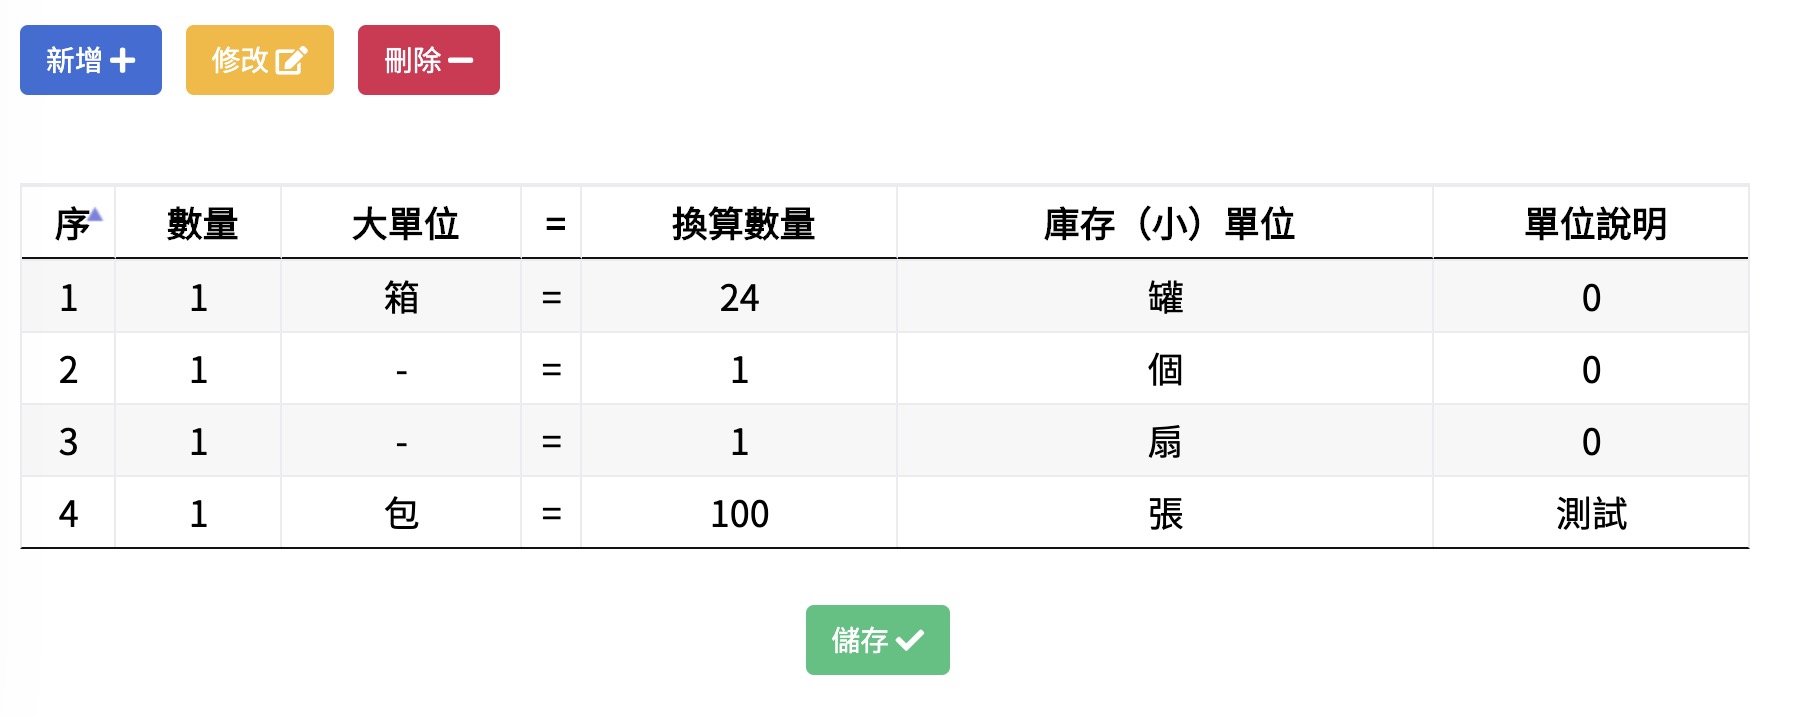 新增 修改 刪除
序 數量 大單位 = 換算數量 庫存（小）單位 單位說明
1 1 箱 = 24 罐 0
2 1 - = 1 個 0
3 1 - = 1 扇 0
4 1 包 = 100 張 測試
儲存